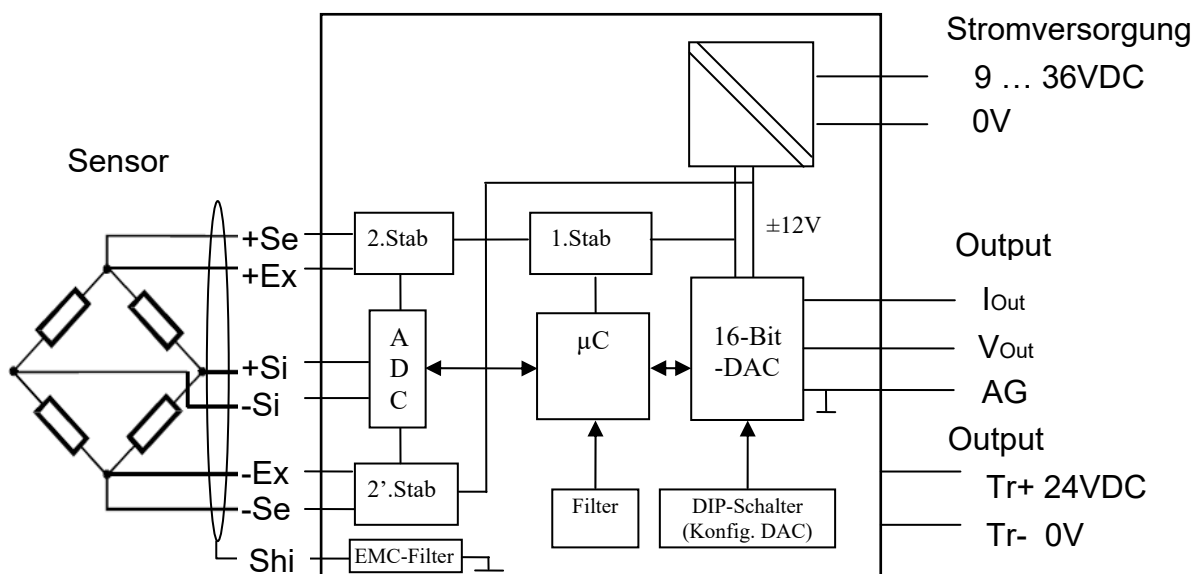 Stromversorgung
9 … 36VDC
0V
Sensor
±12V
+Se
2.Stab
1.Stab
Output
+Ex
IOut
A
D
C
µC
16-Bit
-DAC
VOut
+Si
-Si
AG
Output
-Ex
2’.Stab
Tr+ 24VDC
-Se
Filter
DIP-Schalter
(Konfig. DAC)
Tr- 0V
Shi
EMC-Filter